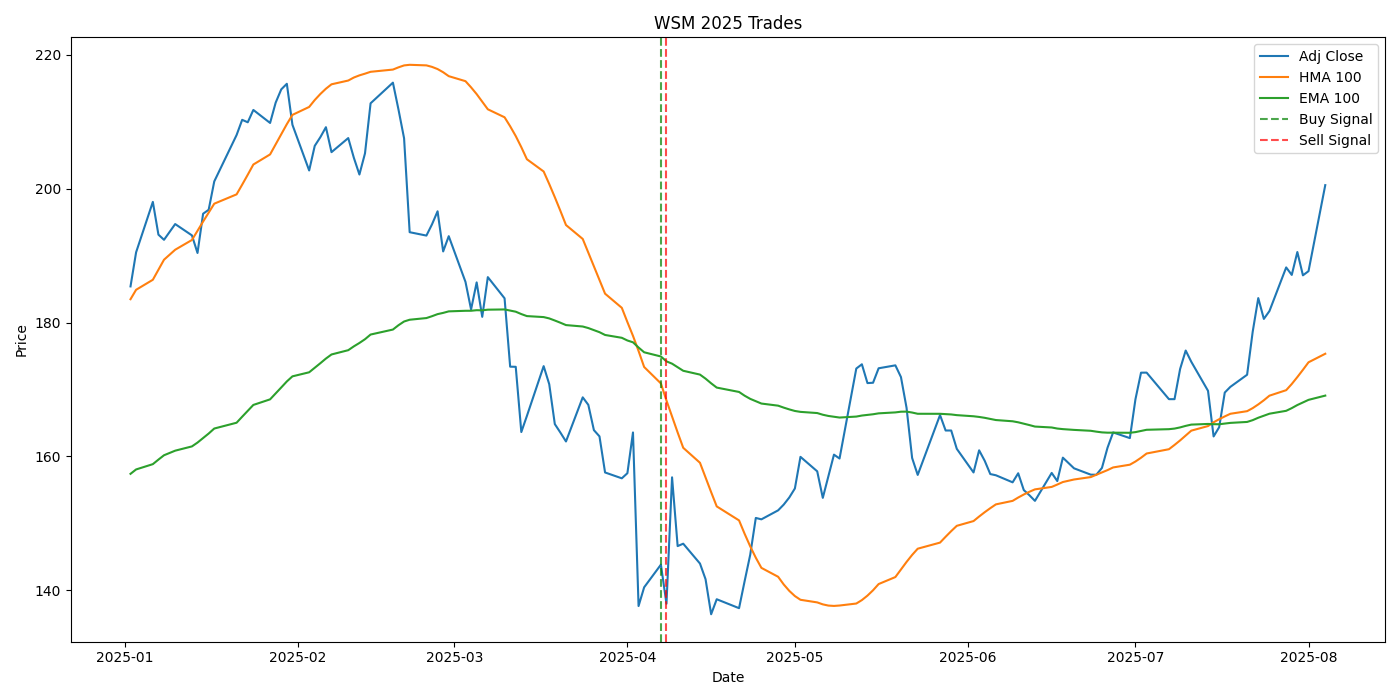 WSM 2025 Trades
Adj Close
HMA 100
EMA 100
Buy Signal
Sell Signal
Price
220
200
180
160
140
2025-01
2025-02
2025-03
2025-04
2025-05
2025-06
2025-07
2025-08
Date